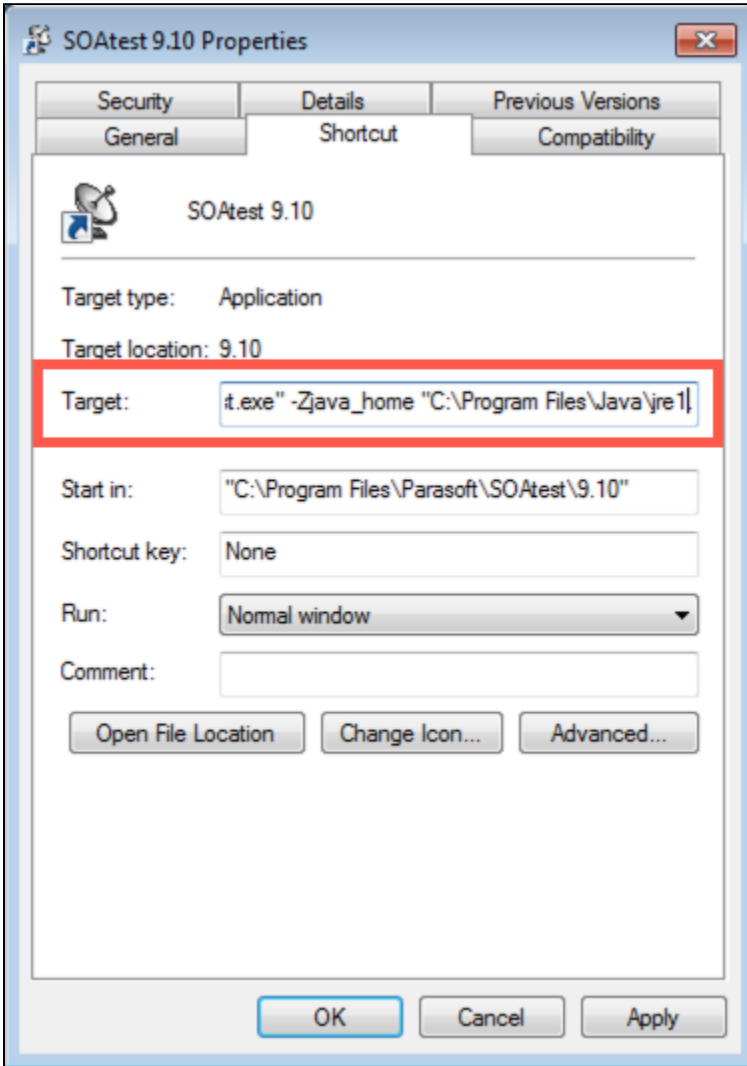 SOAtest 9.10 Properties
Security Details Previous Versions
General Shortcut Compatibility
SOAtest 9.10
Target type: Application
Target location: 9.10
Target: t.exe" -Zjava_home "C:\Program Files\Java\jre1.
Start in: "C:\Program Files\Parasoft\SOAtest\9.10"
Shortcut key: None
Run: Normal window
Comment:
Open File Location Change Icon... Advanced...
OK Cancel Apply